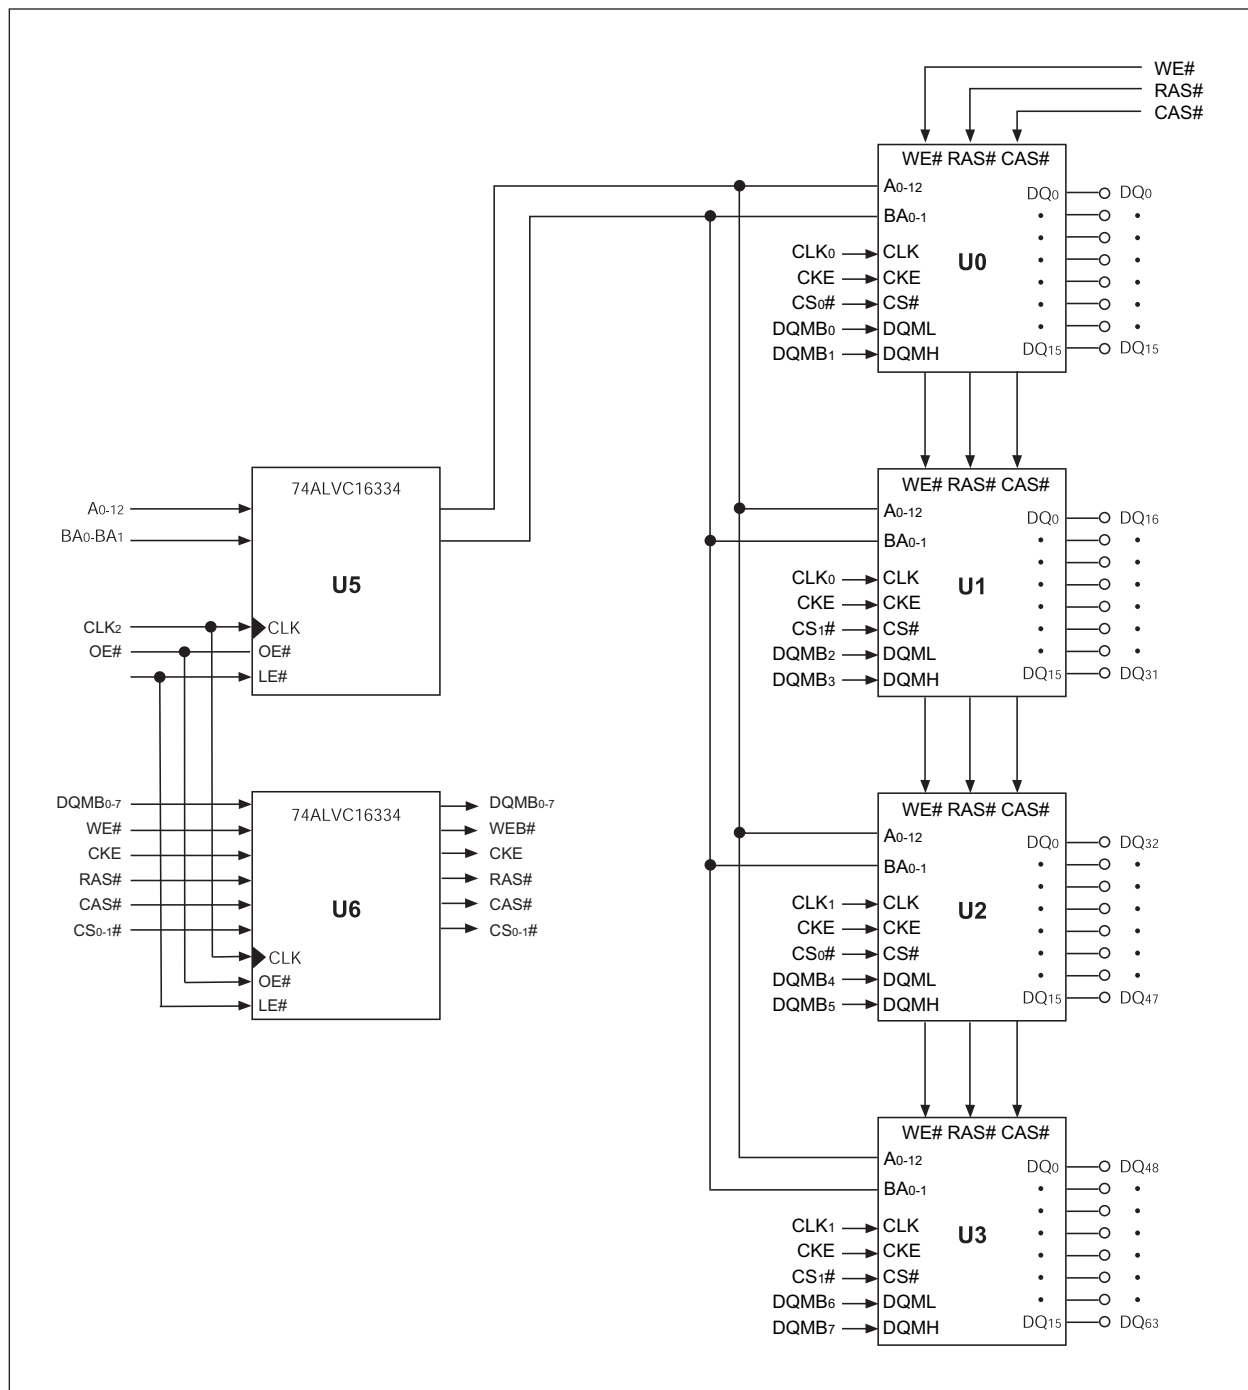 WE#
RAS#
CAS#
WE# RAS# CAS#
A0-12
BA0-1
CLK0 CLK
CKE CKE
CS0# CS#
DQMB0 DQML
DQMB1 DQMH
U0
DQ0 DQ0
DQ15 DQ15
WE# RAS# CAS#
A0-12
BA0-1
CLK0 CLK
CKE CKE
CS1# CS#
DQMB2 DQML
DQMB3 DQMH
U1
DQ0 DQ16
DQ15 DQ31
74ALVC16334
A0-12
BA0-BA1
U5
CLK2 CLK
OE# OE#
LE#
74ALVC16334
DQMB0-7 DQMB0-7
WE# WEB#
CKE CKE
RAS# RAS#
CAS# CAS#
CS0-1# CS0-1#
U6
CLK
OE#
LE#
WE# RAS# CAS#
A0-12
BA0-1
CLK1 CLK
CKE CKE
CS0# CS#
DQMB4 DQML
DQMB5 DQMH
U2
DQ0 DQ32
DQ15 DQ47
WE# RAS# CAS#
A0-12
BA0-1
CLK1 CLK
CKE CKE
CS1# CS#
DQMB6 DQML
DQMB7 DQMH
U3
DQ0 DQ48
DQ15 DQ63